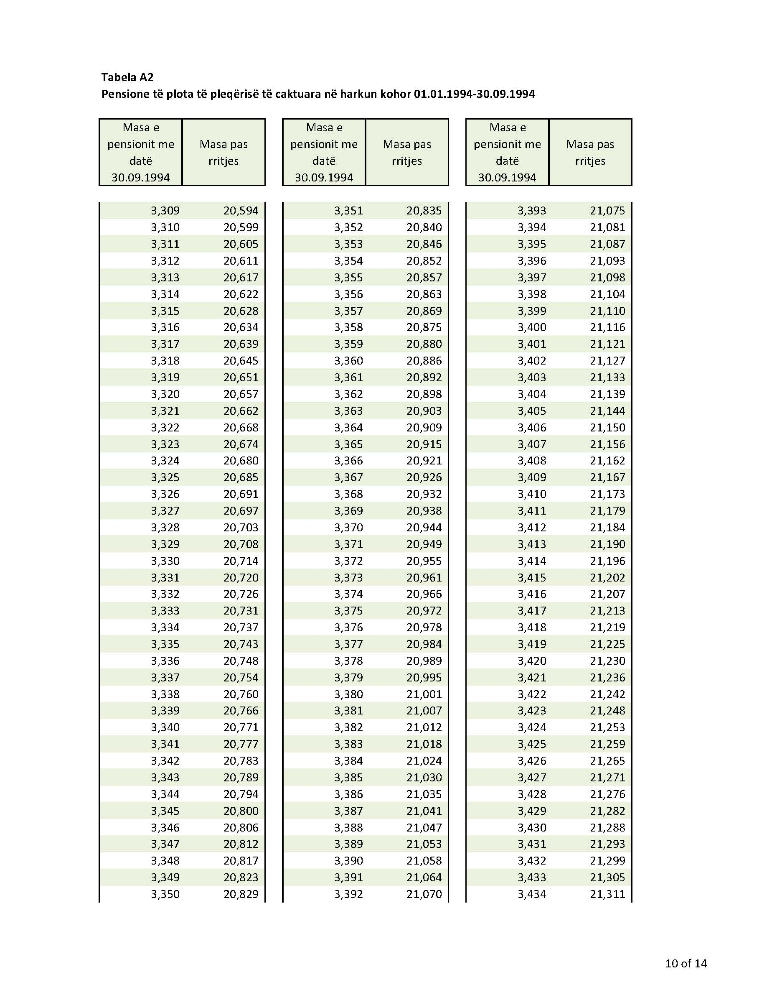 Tabela A2
Pensione të plota të pleqërisë të caktuara në harkun kohor 01.01.1994-30.09.1994
Masa e pensionit me datë 30.09.1994 Masa pas rritjes Masa e pensionit me datë 30.09.1994 Masa pas rritjes Masa e pensionit me datë 30.09.1994 Masa pas rritjes
3,309 20,594 3,351 20,835 3,393 21,075
3,310 20,599 3,352 20,840 3,394 21,081
3,311 20,605 3,353 20,846 3,395 21,087
3,312 20,611 3,354 20,852 3,396 21,093
3,313 20,617 3,355 20,857 3,397 21,098
3,314 20,622 3,356 20,863 3,398 21,104
3,315 20,628 3,357 20,869 3,399 21,110
3,316 20,634 3,358 20,875 3,400 21,116
3,317 20,639 3,359 20,880 3,401 21,121
3,318 20,645 3,360 20,886 3,402 21,127
3,319 20,651 3,361 20,892 3,403 21,133
3,320 20,657 3,362 20,898 3,404 21,139
3,321 20,662 3,363 20,903 3,405 21,144
3,322 20,668 3,364 20,909 3,406 21,150
3,323 20,674 3,365 20,915 3,407 21,156
3,324 20,680 3,366 20,921 3,408 21,162
3,325 20,685 3,367 20,926 3,409 21,167
3,326 20,691 3,368 20,932 3,410 21,173
3,327 20,697 3,369 20,938 3,411 21,179
3,328 20,703 3,370 20,944 3,412 21,184
3,329 20,708 3,371 20,949 3,413 21,190
3,330 20,714 3,372 20,955 3,414 21,196
3,331 20,720 3,373 20,961 3,415 21,202
3,332 20,726 3,374 20,966 3,416 21,207
3,333 20,731 3,375 20,972 3,417 21,213
3,334 20,737 3,376 20,978 3,418 21,219
3,335 20,743 3,377 20,984 3,419 21,225
3,336 20,748 3,378 20,989 3,420 21,230
3,337 20,754 3,379 20,995 3,421 21,236
3,338 20,760 3,380 21,001 3,422 21,242
3,339 20,766 3,381 21,007 3,423 21,248
3,340 20,771 3,382 21,012 3,424 21,253
3,341 20,777 3,383 21,018 3,425 21,259
3,342 20,783 3,384 21,024 3,426 21,265
3,343 20,789 3,385 21,030 3,427 21,271
3,344 20,794 3,386 21,035 3,428 21,276
3,345 20,800 3,387 21,041 3,429 21,282
3,346 20,806 3,388 21,047 3,430 21,288
3,347 20,812 3,389 21,053 3,431 21,293
3,348 20,817 3,390 21,058 3,432 21,299
3,349 20,823 3,391 21,064 3,433 21,305
3,350 20,829 3,392 21,070 3,434 21,311
10 of 14